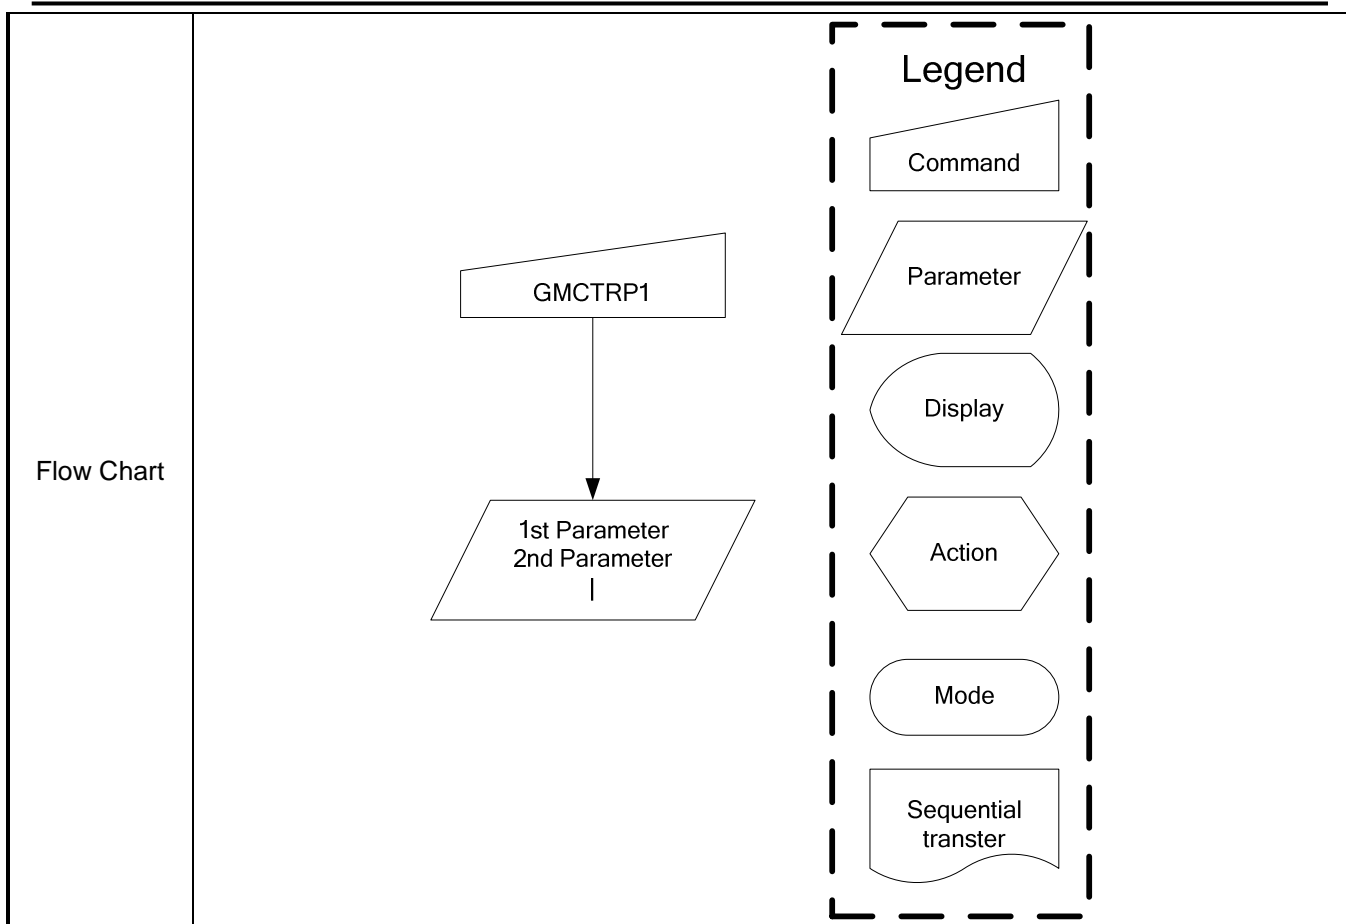 Flow Chart
GMCTRP1
1st Parameter
2nd Parameter
|
Legend
Command
Parameter
Display
Action
Mode
Sequential
transter